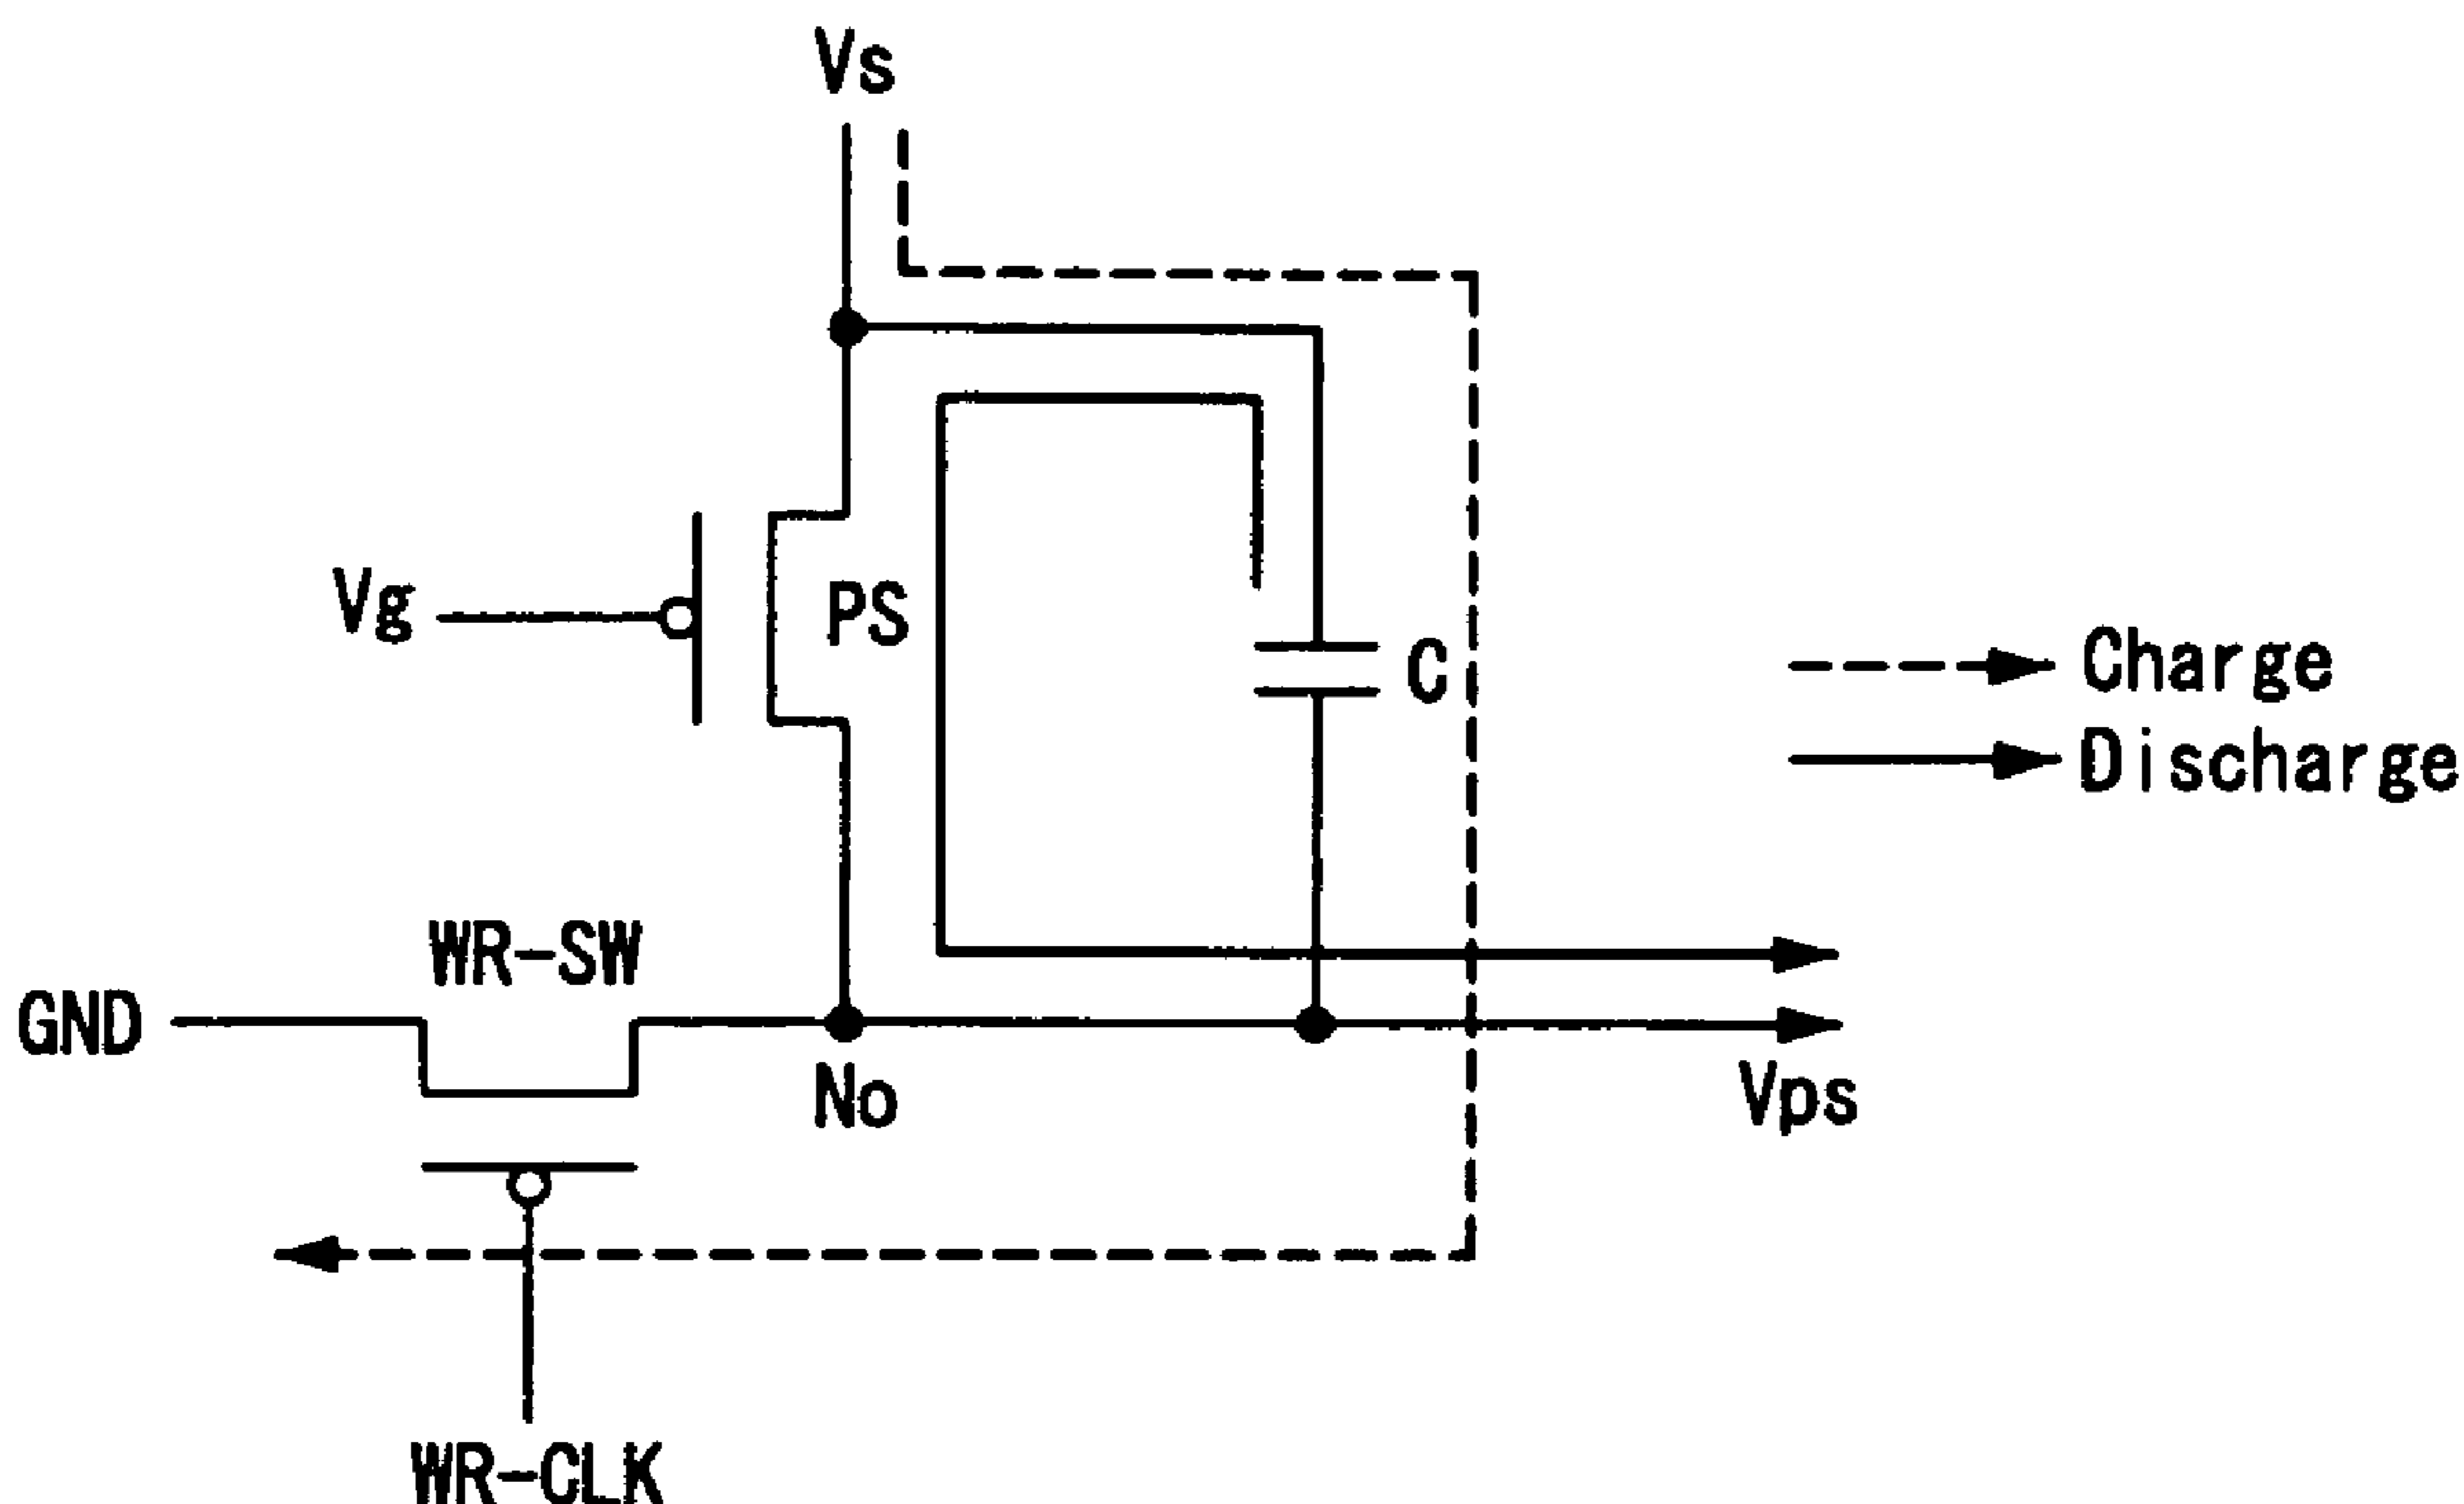 Vs
Vg
PS
C
Charge
Discharge
WR-SW
GND
No
Vps
WR-CLK